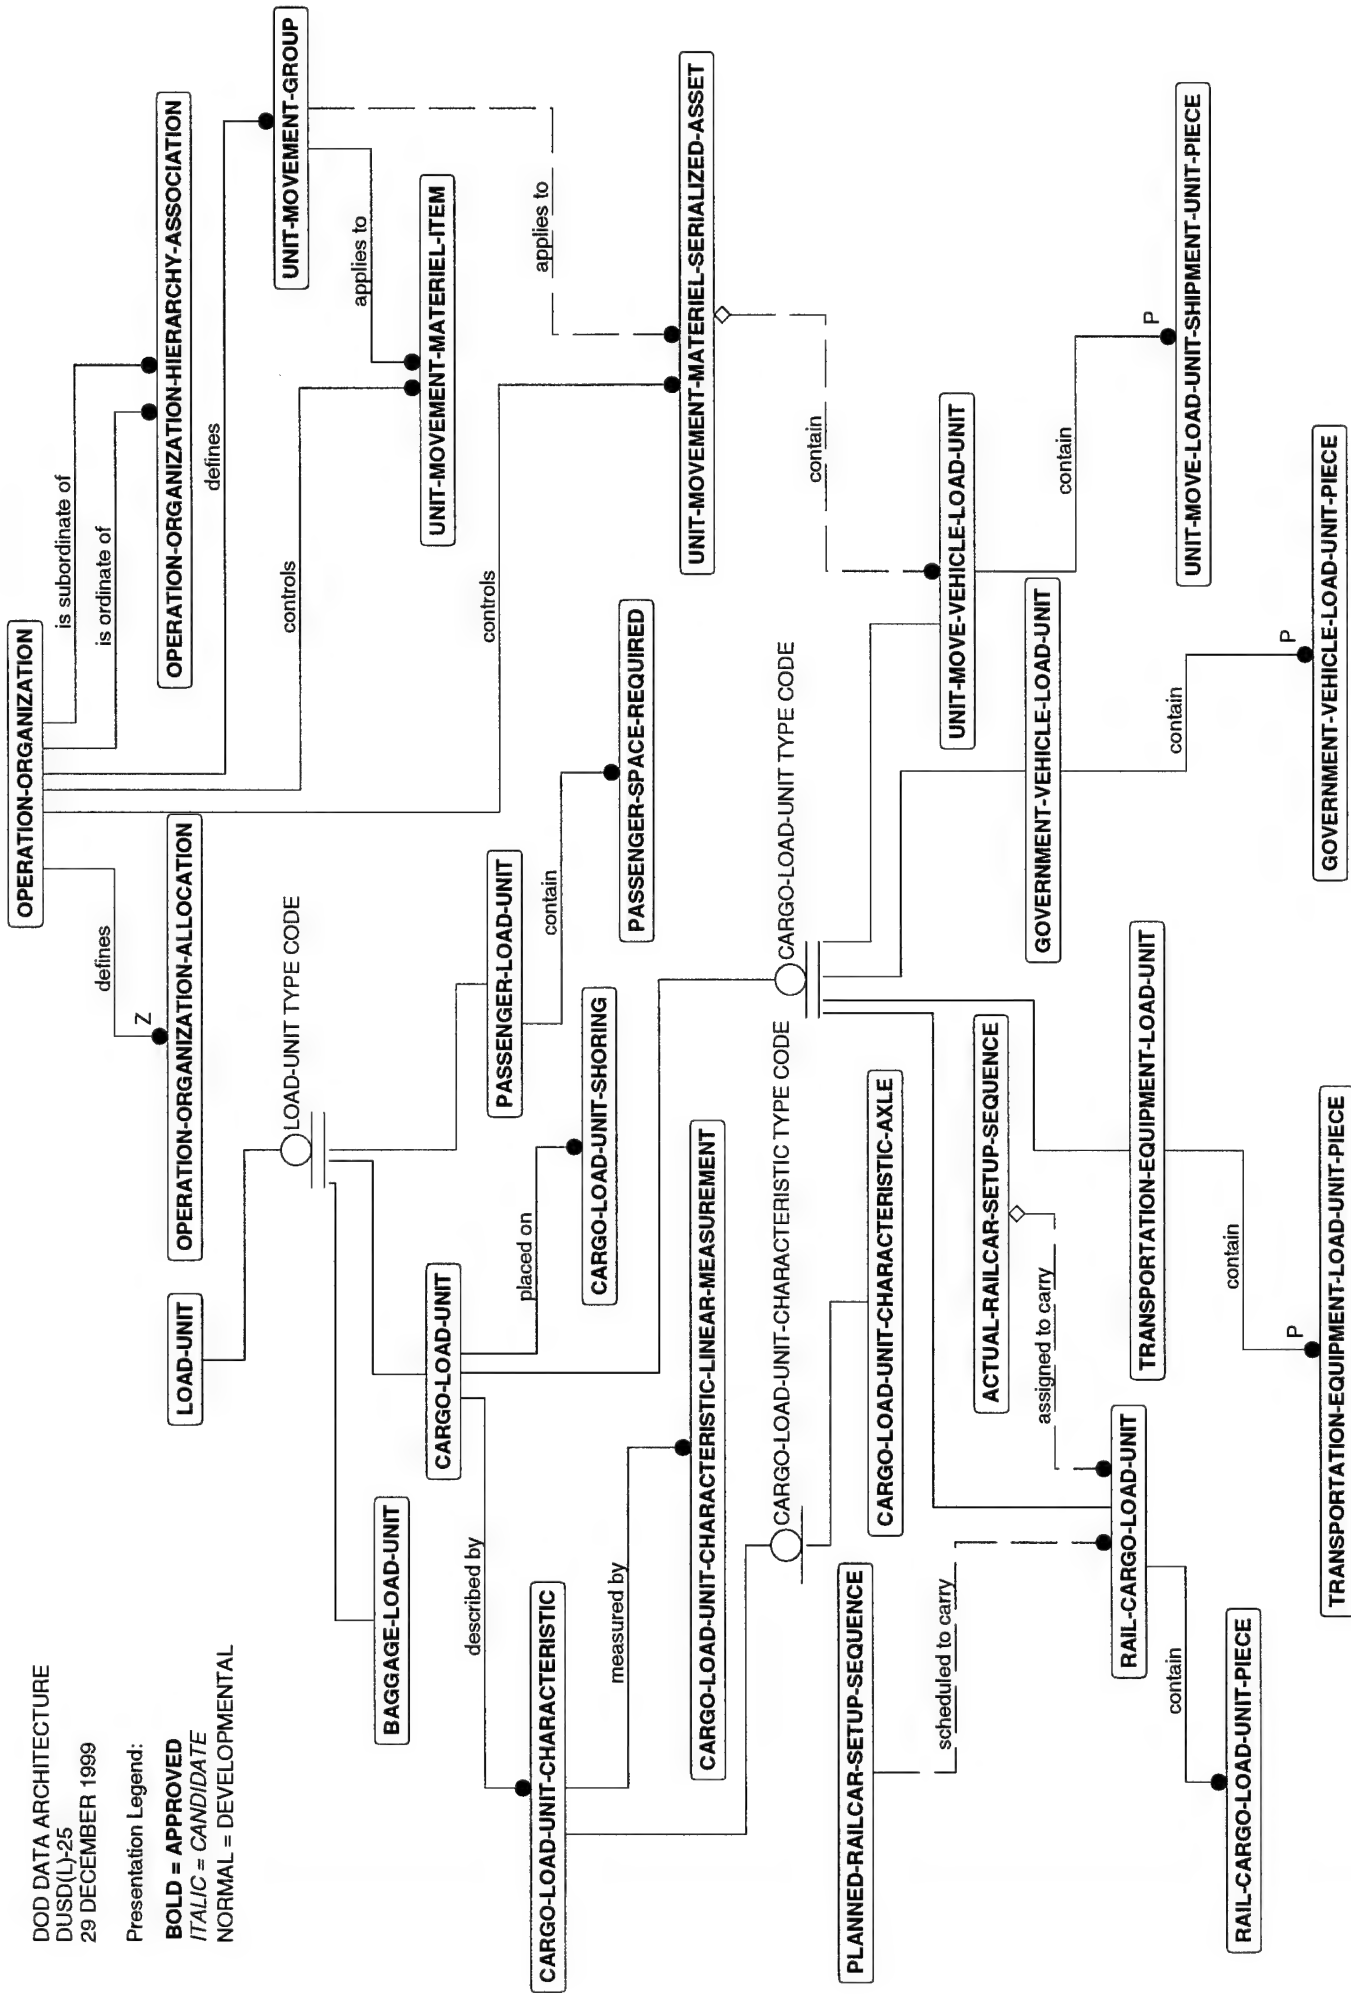 DOD DATA ARCHITECTURE
DUSD(L)-25
29 DECEMBER 1999
Presentation Legend:
BOLD = APPROVED
ITALIC = CANDIDATE
NORMAL = DEVELOPMENTAL
OPERATION-ORGANIZATION
is subordinate of
is ordinate of
defines
Z
OPERATION-ORGANIZATION-HIERARCHY-ASSOCIATION
LOAD-UNIT
OPERATION-ORGANIZATION-ALLOCATION
defines
UNIT-MOVEMENT-GROUP
LOAD-UNIT TYPE CODE
controls
applies to
BAGGAGE-LOAD-UNIT
CARGO-LOAD-UNIT
UNIT-MOVEMENT-MATERIEL-ITEM
described by
PASSENGER-LOAD-UNIT
controls
placed on
contain
applies to
CARGO-LOAD-UNIT-CHARACTERISTIC
CARGO-LOAD-UNIT-SHORING
PASSENGER-SPACE-REQUIRED
measured by
CARGO-LOAD-UNIT-CHARACTERISTIC-LINEAR-MEASUREMENT
UNIT-MOVEMENT-MATERIEL-SERIALIZED-ASSET
CARGO-LOAD-UNIT-CHARACTERISTIC TYPE CODE
CARGO-LOAD-UNIT TYPE CODE
contain
PLANNED-RAILCAR-SETUP-SEQUENCE
CARGO-LOAD-UNIT-CHARACTERISTIC-AXLE
scheduled to carry
ACTUAL-RAILCAR-SETUP-SEQUENCE
UNIT-MOVE-VEHICLE-LOAD-UNIT
assigned to carry
GOVERNMENT-VEHICLE-LOAD-UNIT
contain
RAIL-CARGO-LOAD-UNIT
TRANSPORTATION-EQUIPMENT-LOAD-UNIT
P
contain
contain
UNIT-MOVE-LOAD-UNIT-SHIPMENT-UNIT-PIECE
RAIL-CARGO-LOAD-UNIT-PIECE
contain
P
P
TRANSPORTATION-EQUIPMENT-LOAD-UNIT-PIECE
GOVERNMENT-VEHICLE-LOAD-UNIT-PIECE